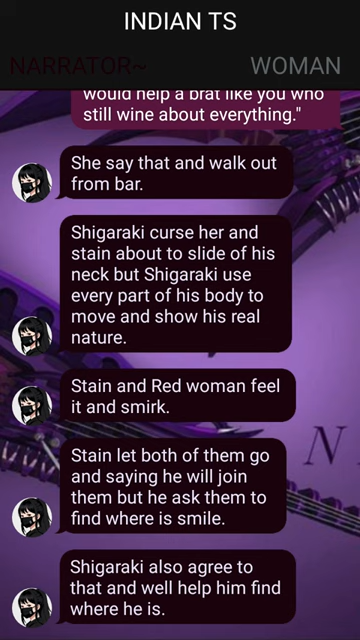 INDIAN TS
NARRATOR~ WOMAN
would help a brat like you who
still wine about everything."
She say that and walk out
from bar.
Shigaraki curse her and
stain about to slide of his
neck but Shigaraki use
every part of his body to
move and show his real
nature.
Stain and Red woman feel
it and smirk.
Stain let both of them go
and saying he will join
them but he ask them to
find where is smile.
Shigaraki also agree to
that and well help him find
where he is.
N